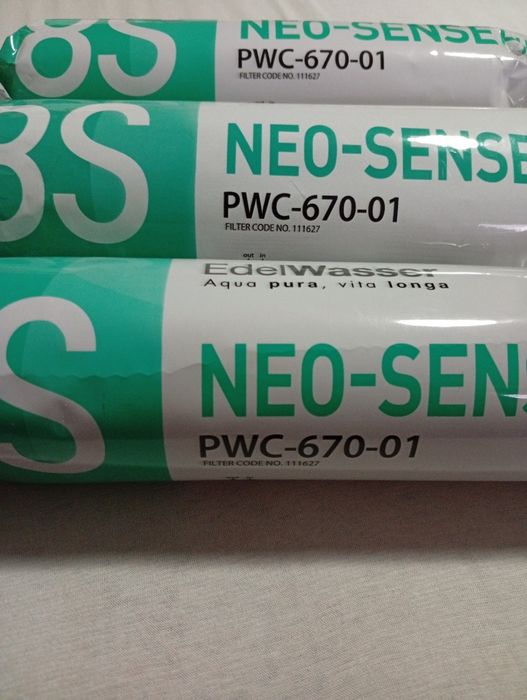 8S
NEO-SENSE
PWC-670-01
FILTER CODE NO. 111627
8S
NEO-SENSE
PWC-670-01
FILTER CODE NO. 111627
out in
EdelWasser
Aqua pura, vita longa
S
NEO-SENS
PWC-670-01
FILTER CODE NO. 111627